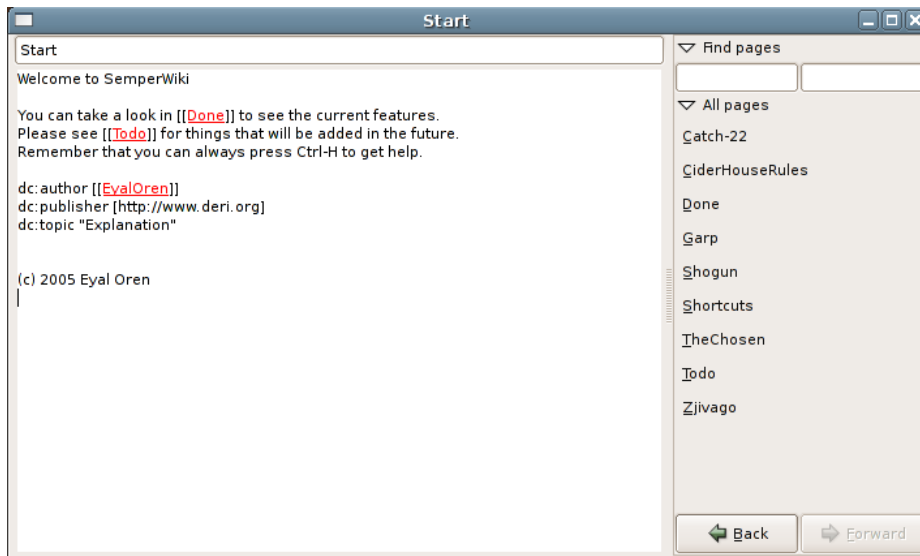 Start
Start
Welcome to SemperWiki
You can take a look in [[Done]] to see the current features.
Please see [[Todo]] for things that will be added in the future.
Remember that you can always press Ctrl-H to get help.
dc:author [[EyalOren]]
dc:publisher [http://www.deri.org]
dc:topic "Explanation"
(c) 2005 Eyal Oren
Find pages
All pages
Catch-22
CiderHouseRules
Done
Garp
Shogun
Shortcuts
TheChosen
Todo
Zjivago
Back
Forward